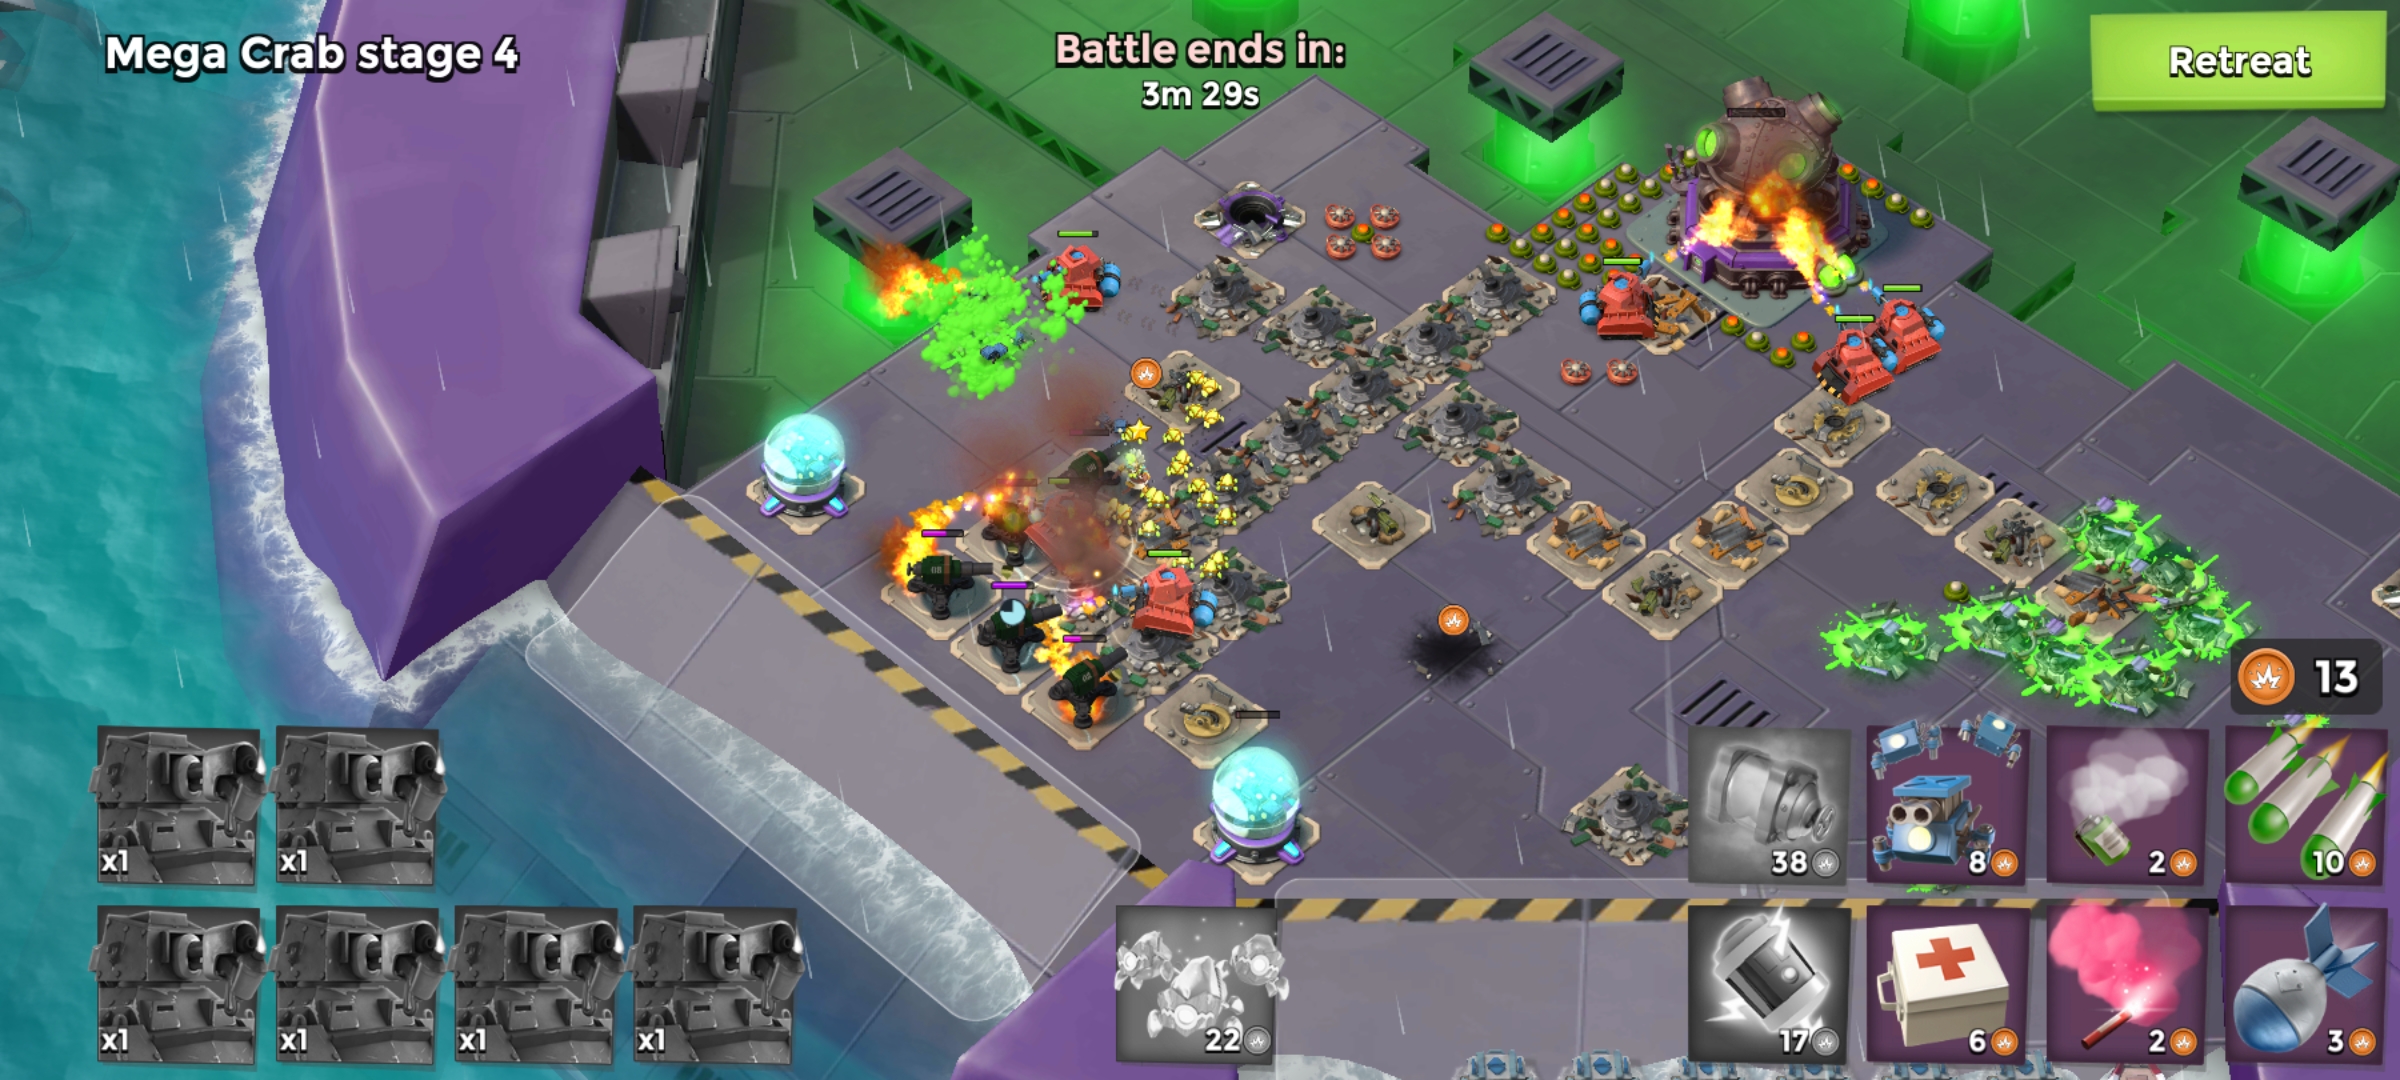 Mega Crab stage 4
Battle ends in:
3m 29s
Retreat
13
x1
x1
38
8
2
10
x1
x1
x1
x1
22
17
6
2
3